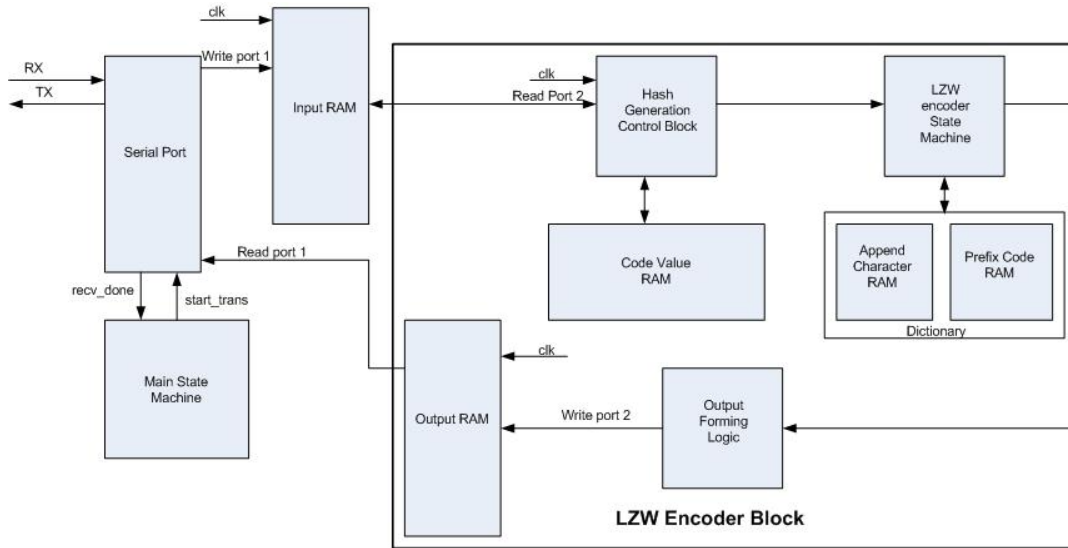 clk
RX
Write port 1
TX
Serial Port
Input RAM
clk
Read Port 2
Hash
Generation
Control Block
LZW
encoder
State
Machine
Code Value
RAM
Append
Character
RAM
Prefix Code
RAM
Dictionary
Read port 1
recv_done
start_trans
Main State
Machine
clk
Output RAM
Write port 2
Output
Forming
Logic
LZW Encoder Block